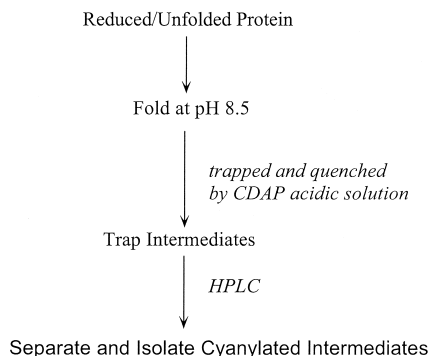 Reduced/Unfolded Protein
Fold at pH 8.5
trapped and quenched
by CDAP acidic solution
Trap Intermediates
HPLC
Separate and Isolate Cyanylated Intermediates